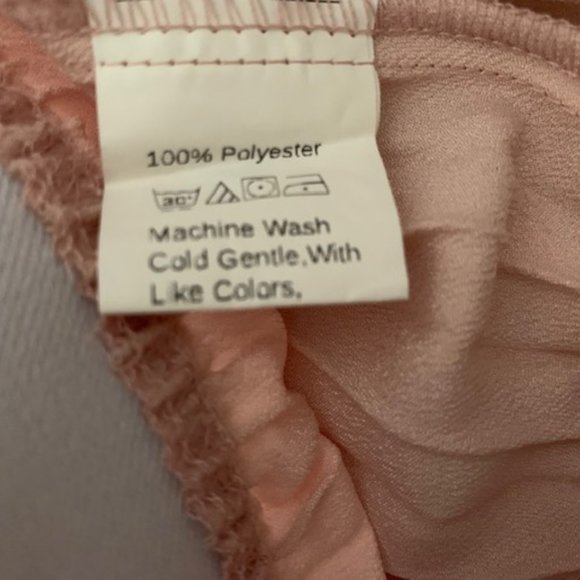 100% Polyester
30°
Machine Wash
Cold Gentle,With
Like Colors,